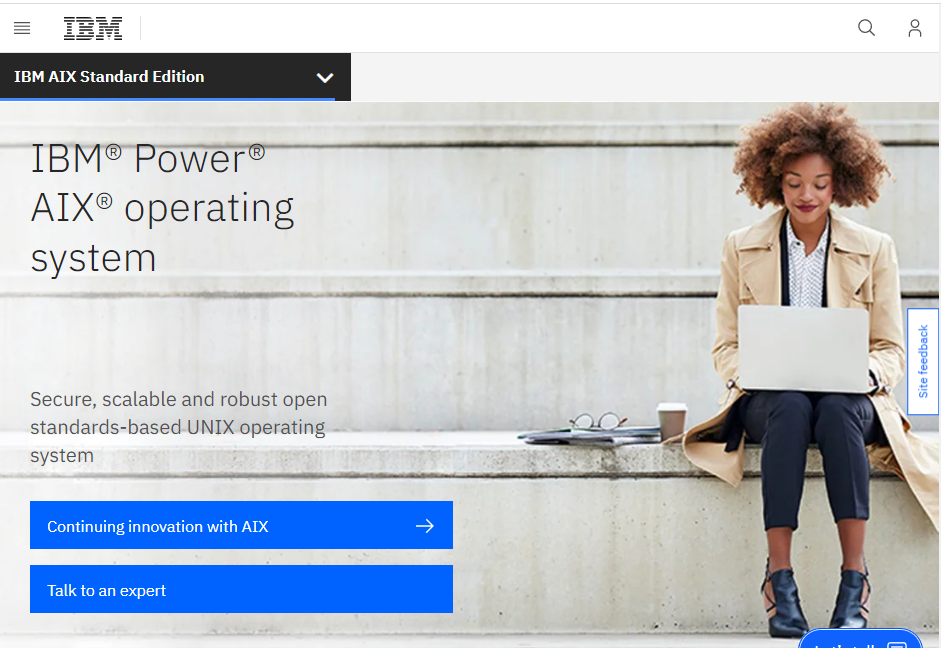 IBM
IBM AIX Standard Edition
IBM® Power®
AIX® operating
system
Secure, scalable and robust open
standards-based UNIX operating
system
Continuing innovation with AIX
Talk to an expert
Site feedback